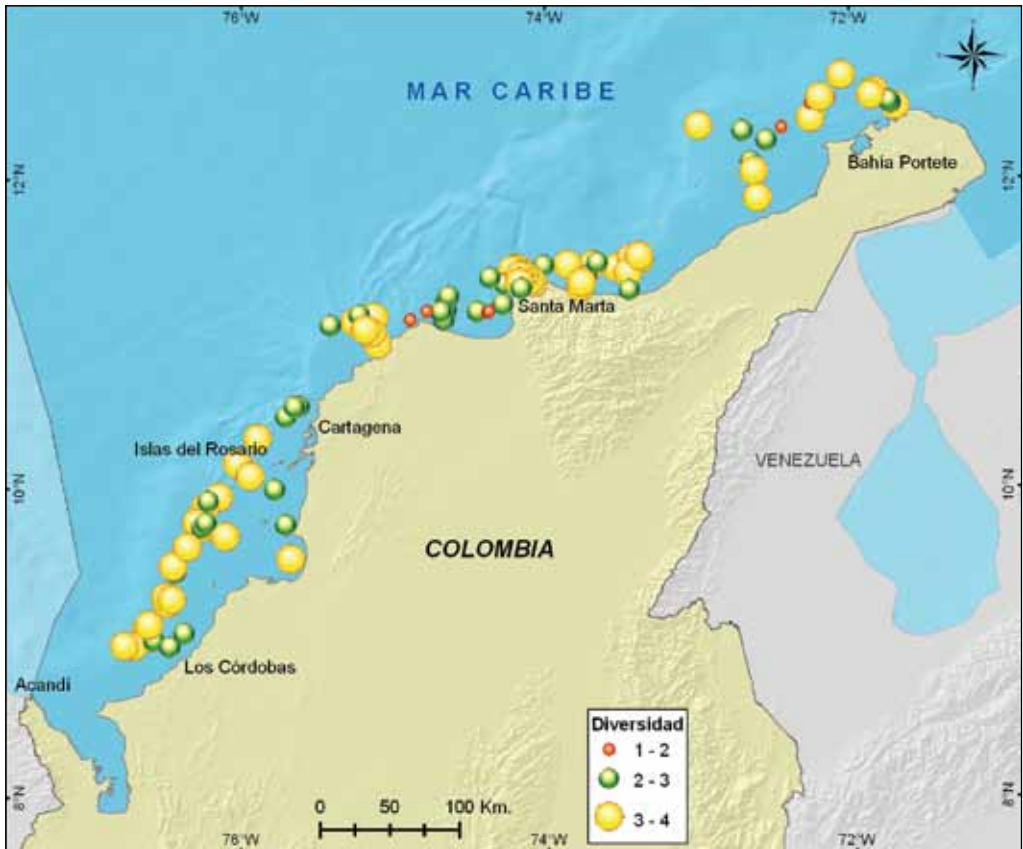 76°W 74°W 72°W
MAR CARIBE
12°N 12°N
Bahía Portete
Santa Marta
Cartagena
Islas del Rosario
VENEZUELA
10°N 10°N
COLOMBIA
Los Córdobas
Acandí
Diversidad
1 - 2
2 - 3
3 - 4
0 50 100 Km.
8°N 8°N
76°W 74°W 72°W